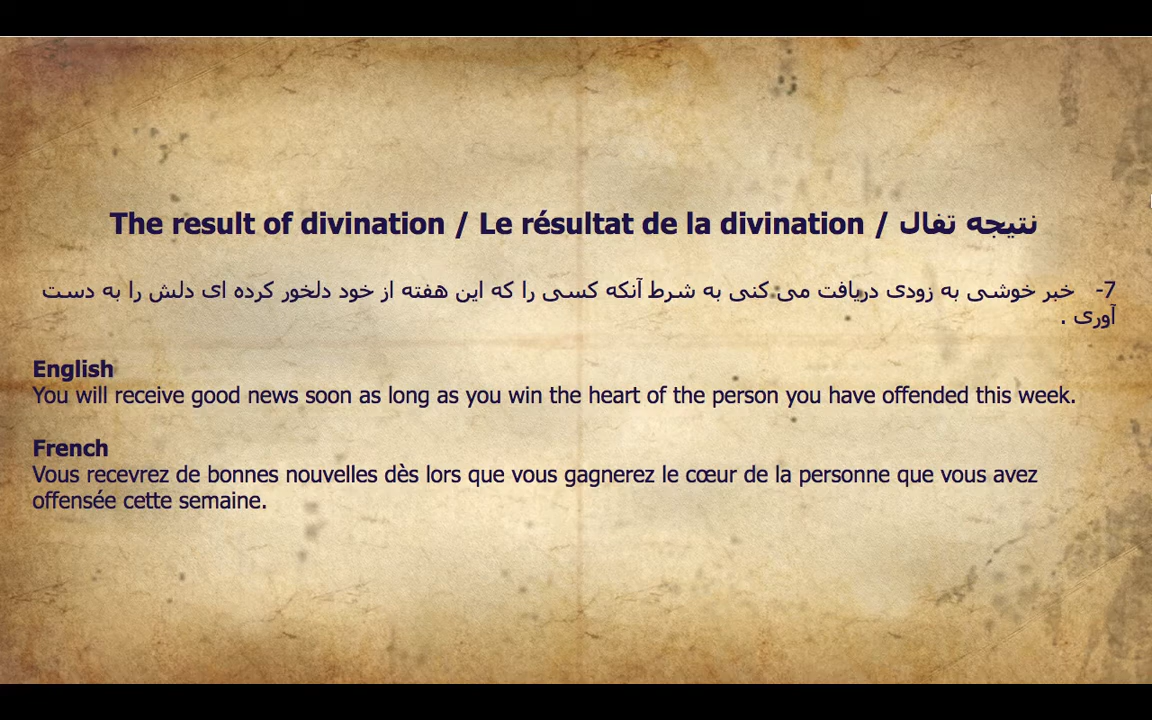 The result of divination / Le résultat de la divination / نتیجه تفال
7- خبر خوشی به زودی دریافت می کنی به شرط آنکه کسی را که این هفته از خود دلخور کرده ای دلش را به دست
آوری .
English
You will receive good news soon as long as you win the heart of the person you have offended this week.
French
Vous recevrez de bonnes nouvelles dès lors que vous gagnerez le cœur de la personne que vous avez
offensée cette semaine.